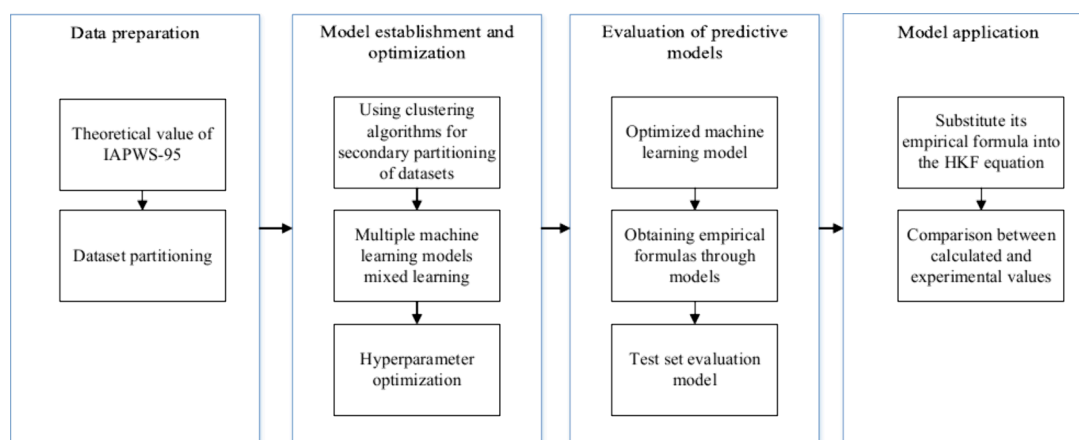 Data preparation
Theoretical value of
IAPWS-95
Dataset partitioning
Model establishment and
optimization
Using clustering
algorithms for
secondary partitioning
of datasets
Multiple machine
learning models
mixed learning
Hyperparameter
optimization
Evaluation of predictive
models
Optimized machine
learning model
Obtaining empirical
formulas through
models
Test set evaluation
model
Model application
Substitute its
empirical formula into
the HKF equation
Comparison between
calculated and
experimental values